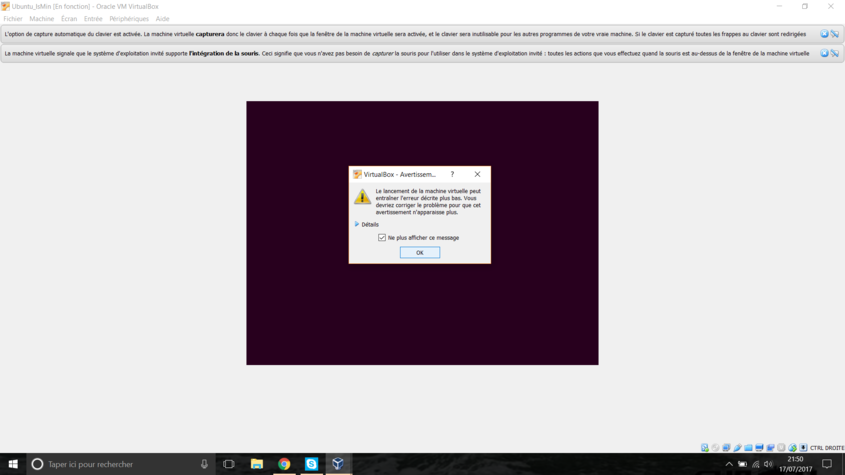 Ubuntu_bMin [En fonction] - Oracle VM VirtualBox
Fichier Machine Écran Entrée Périphériques Aide
L'option de capture automatique du clavier est activée. La machine virtuelle capturera donc le clavier à chaque fois que la fenêtre de la machine virtuelle sera activée, et le clavier sera inutilisable pour les autres programmes de votre vraie machine. Si le clavier est capturé toutes les frappes au clavier sont redirigées
La machine virtuelle signale que le système d'exploitation invité supporte l'intégration de la souris. Ceci signifie que vous n'avez pas besoin de capturer la souris pour l'utiliser dans le système d'exploitation invité : toutes les actions que vous effectuez quand la souris est au-dessus de la fenêtre de la machine virtuelle
VirtualBox - Avertissem... ?
Le lancement de la machine virtuelle peut
entraîner l'erreur décrite plus bas. Vous
devriez corriger le problème pour que cet
avertissement n'apparaisse plus.
Détails
Ne plus afficher ce message
OK
CTRL DROITE
Taper ici pour rechercher
21:50
17/07/2017